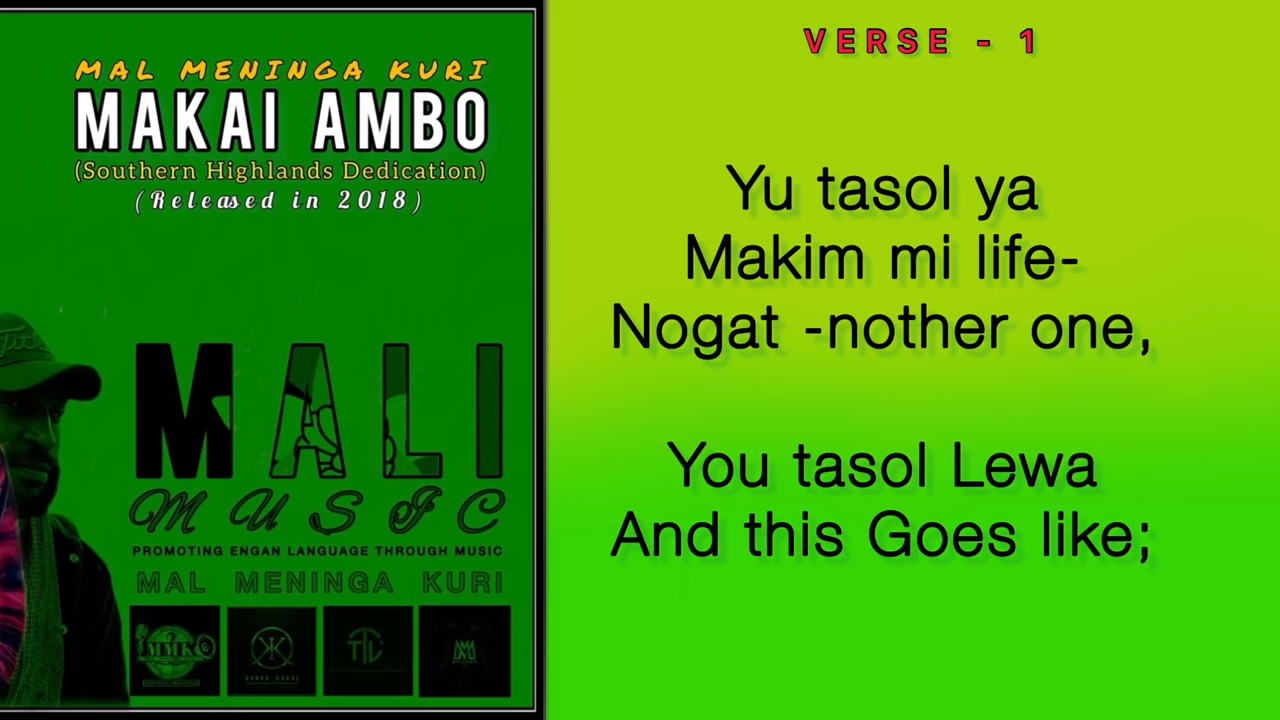 MAL MENINGA KURI
MAKAI AMBO
(Southern Highlands Dedication)
(Released in 2018)
MALI
MUSIC
PROMOTING ENGAN LANGUAGE THROUGH MUSIC
MAL MENINGA KURI
MMK
VERSE - 1
Yu tasol ya
Makim mi life-
Nogat -nother one,
You tasol Lewa
And this Goes like;